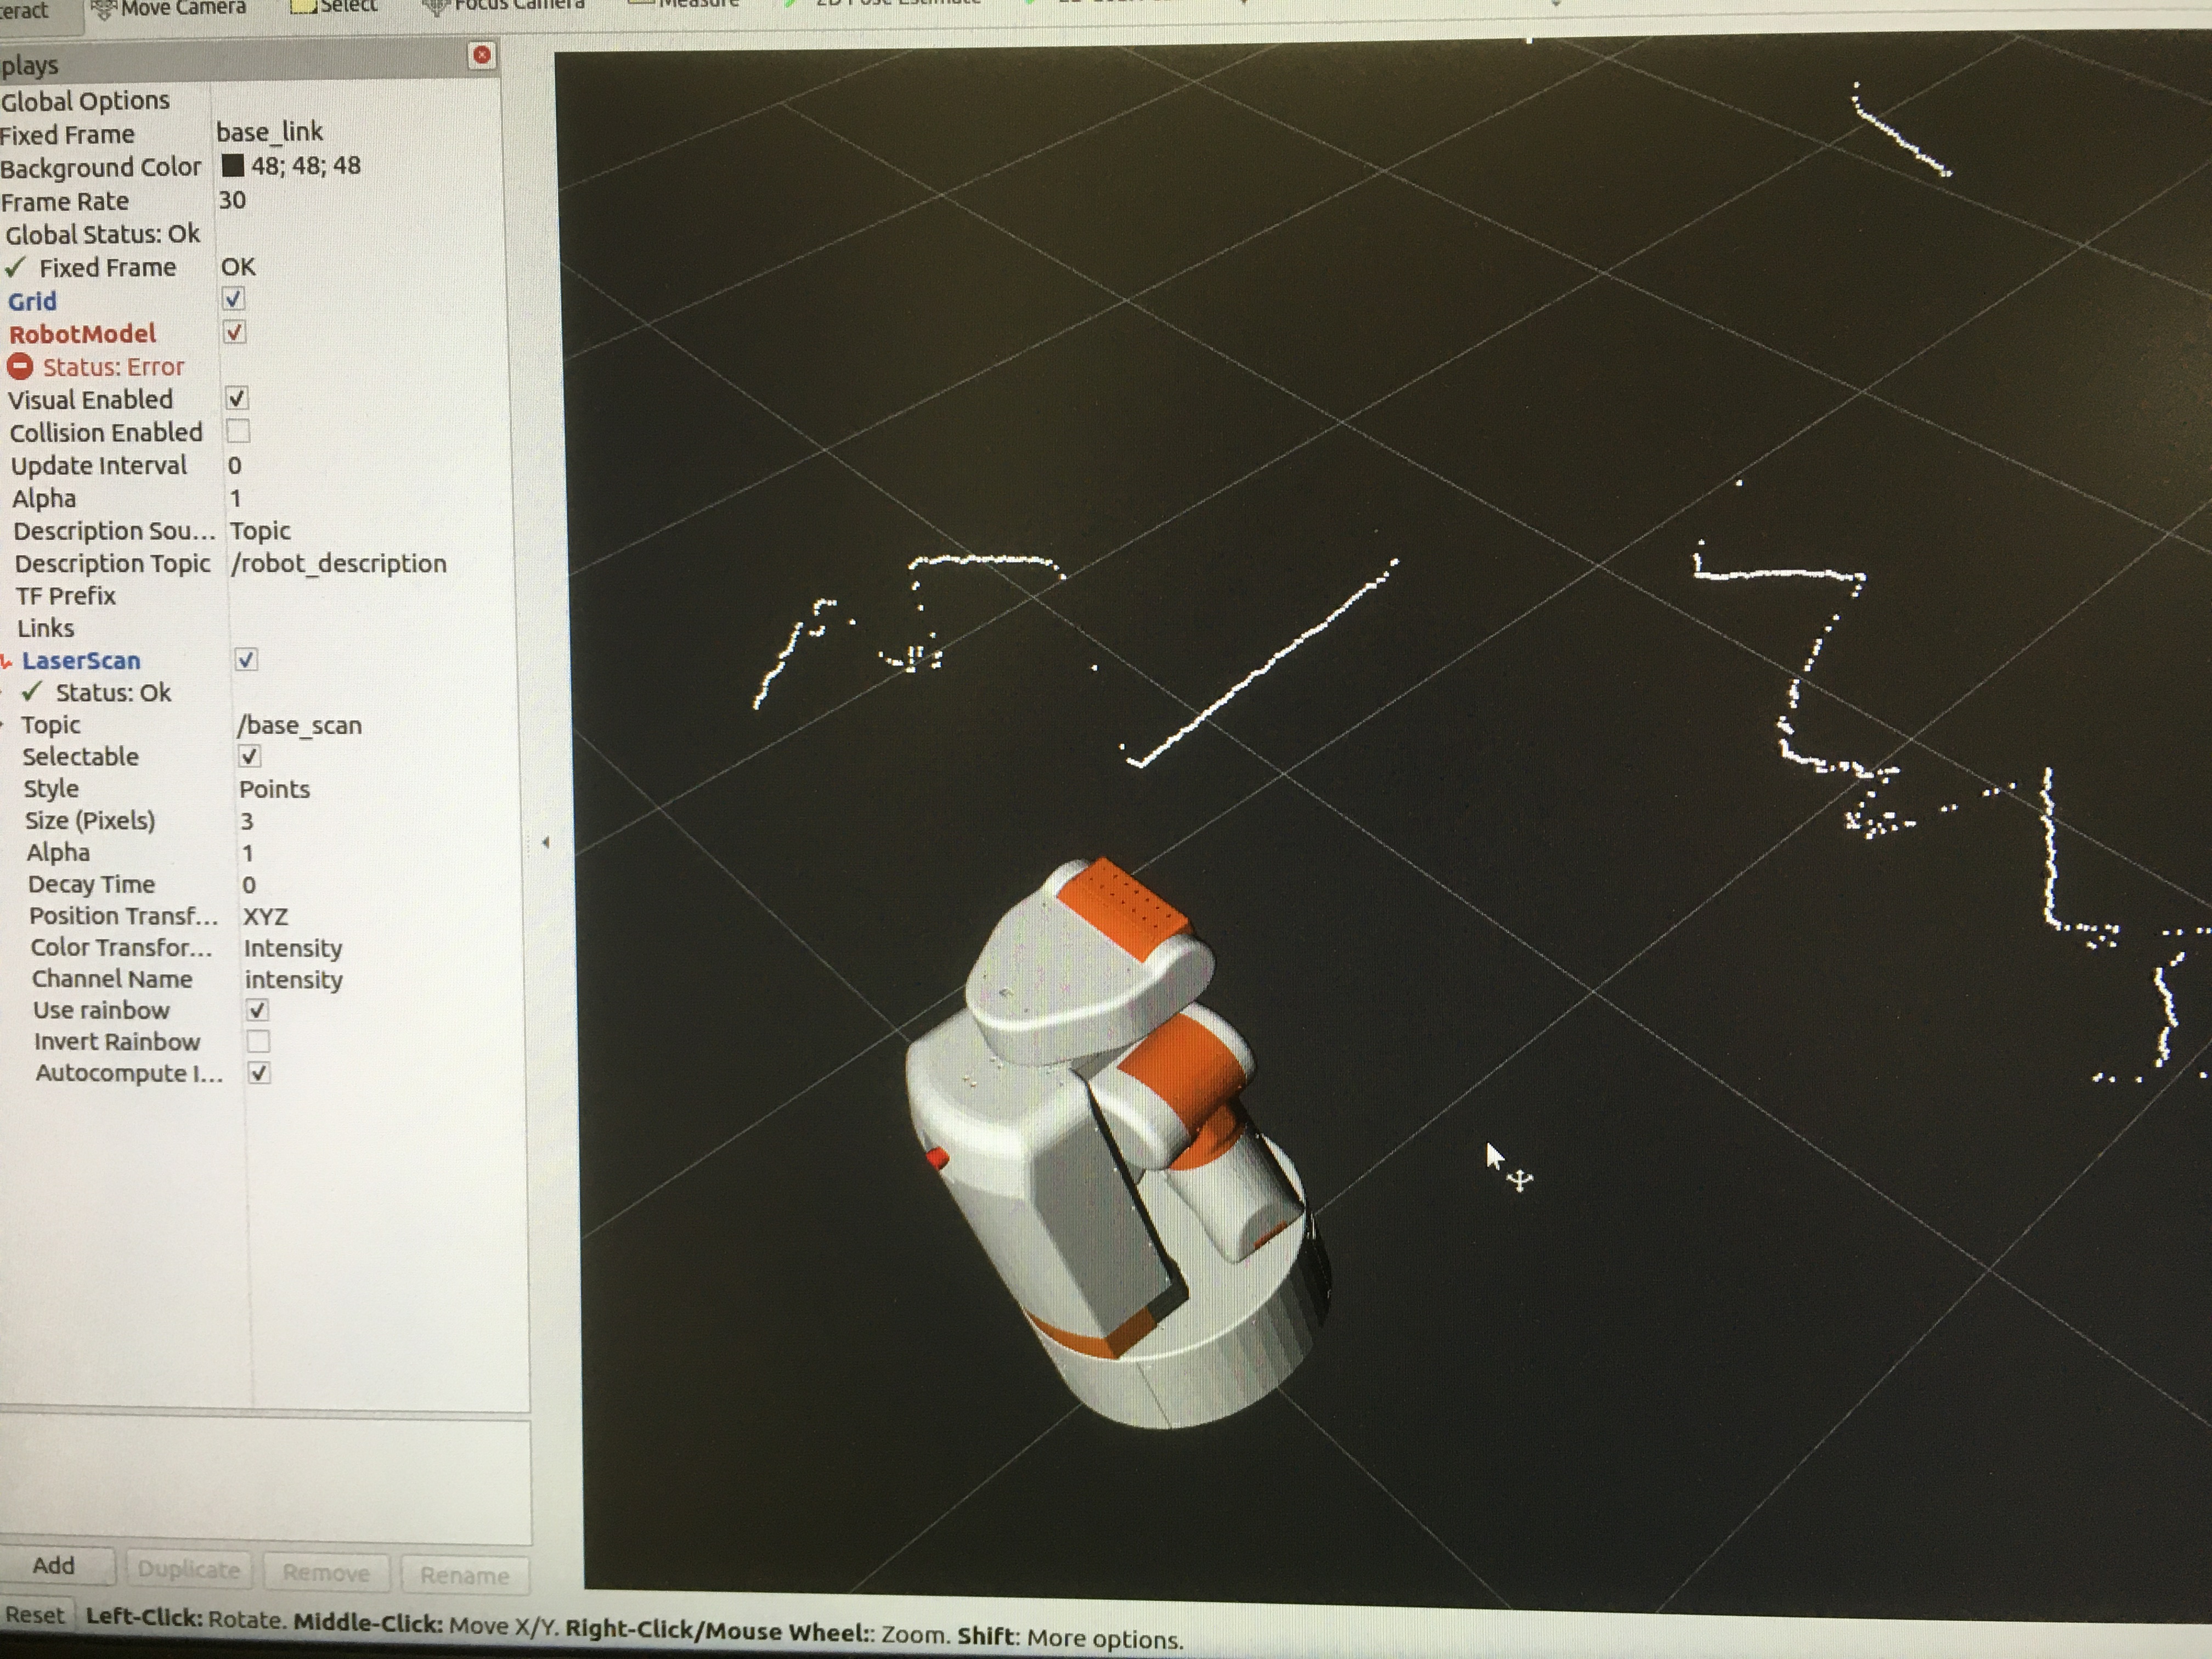 Move Camera
Select
Focus Camera
Measure
plays
Global Options
Fixed Frame base_link
Background Color 48; 48; 48
Frame Rate 30
Global Status: Ok
Fixed Frame OK
Grid
RobotModel
Status: Error
Visual Enabled
Collision Enabled
Update Interval 0
Alpha 1
Description Sou... Topic
Description Topic /robot_description
TF Prefix
Links
LaserScan
Status: Ok
Topic /base_scan
Selectable
Style Points
Size (Pixels) 3
Alpha 1
Decay Time 0
Position Transf... XYZ
Color Transfor... Intensity
Channel Name intensity
Use rainbow
Invert Rainbow
Autocompute I...
Add Duplicate Remove Rename
Reset Left-Click: Rotate. Middle-Click: Move X/Y. Right-Click/Mouse Wheel:: Zoom. Shift: More options.